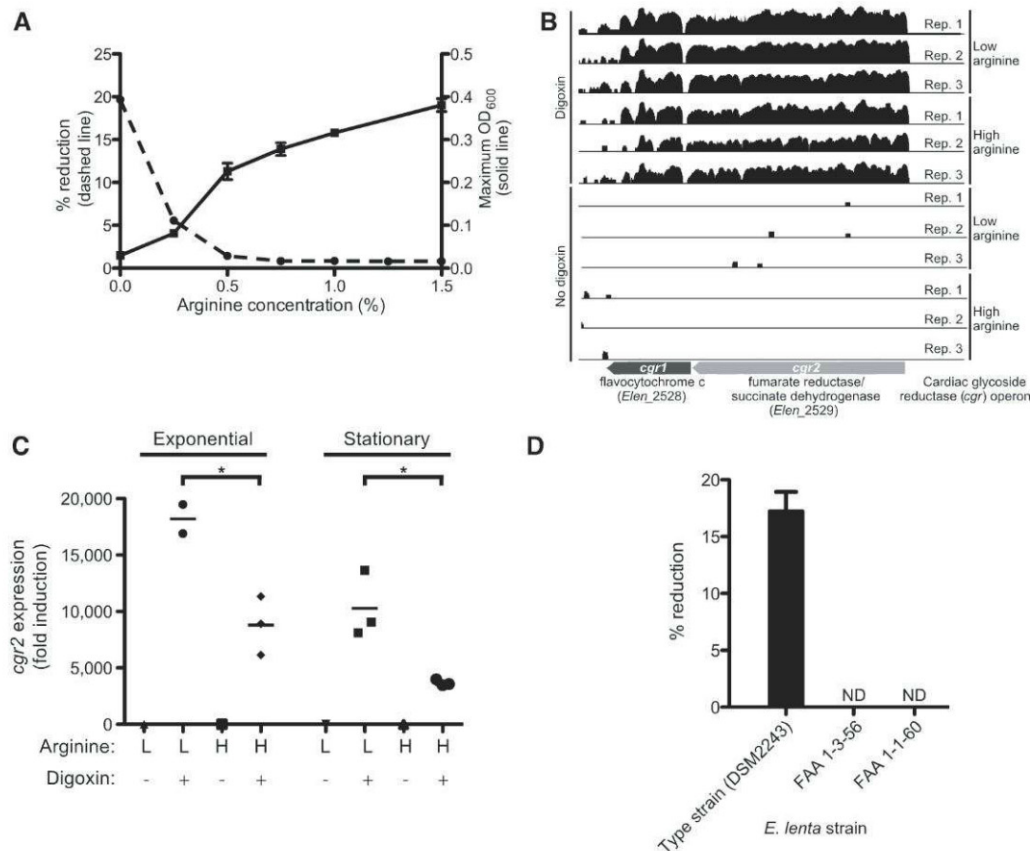 A
% reduction
(dashed line)
25
20
15
10
5
0
0.5
0.4
0.3
0.2
0.1
0.0
Maximum OD600
(solid line)
0.0
0.5
1.0
1.5
Arginine concentration (%)
B
Digoxin
No digoxin
Rep. 1
Rep. 2
Rep. 3
Low
arginine
Rep. 1
Rep. 2
Rep. 3
High
arginine
Rep. 1
Rep. 2
Rep. 3
Low
arginine
Rep. 1
Rep. 2
Rep. 3
High
arginine
cgr1
cgr2
flavocytochrome c
(Elen_2528)
fumarate reductase/
succinate dehydrogenase
(Elen_2529)
Cardiac glycoside
reductase (cgr) operon
C
Exponential
Stationary
*
*
cgr2 expression
(fold induction)
20,000
15,000
10,000
5,000
0
Arginine: L L H H L L H H
Digoxin: - + - + - + - +
D
% reduction
20
15
10
5
0
ND
ND
Type strain (DSM2243)
FAA 1-3-56
FAA 1-1-60
E. lenta strain